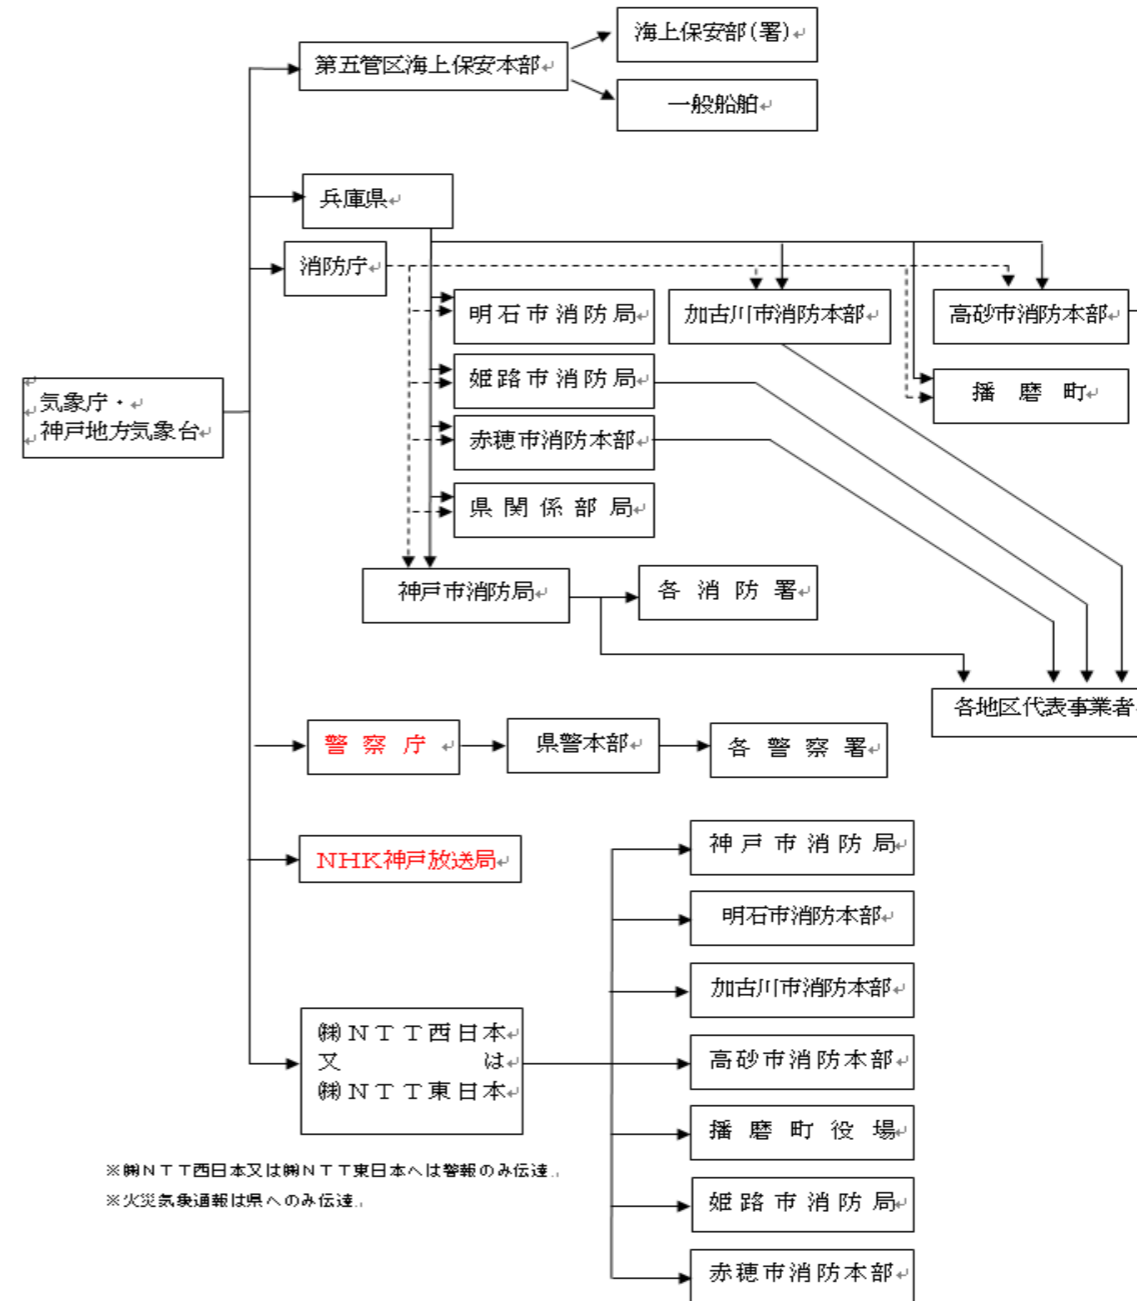 海上保安部(署)
第五管区海上保安本部
一般船舶
兵庫県
消防庁
明石市消防局
加古川市消防本部
高砂市消防本部
姫路市消防局
播磨町
気象庁・
神戸地方気象台
赤穂市消防本部
県関係部局
神戸市消防局
各消防署
各地区代表事業者
警察庁
県警本部
各警察署
NHK神戸放送局
神戸市消防局
明石市消防本部
加古川市消防本部
㈱ＮＴＴ西日本
又は
㈱ＮＴＴ東日本
高砂市消防本部
播磨町役場
姫路市消防局
赤穂市消防本部
※㈱ＮＴＴ西日本又は㈱ＮＴＴ東日本へは警報のみ伝達。
※火災気象通報は県へのみ伝達。